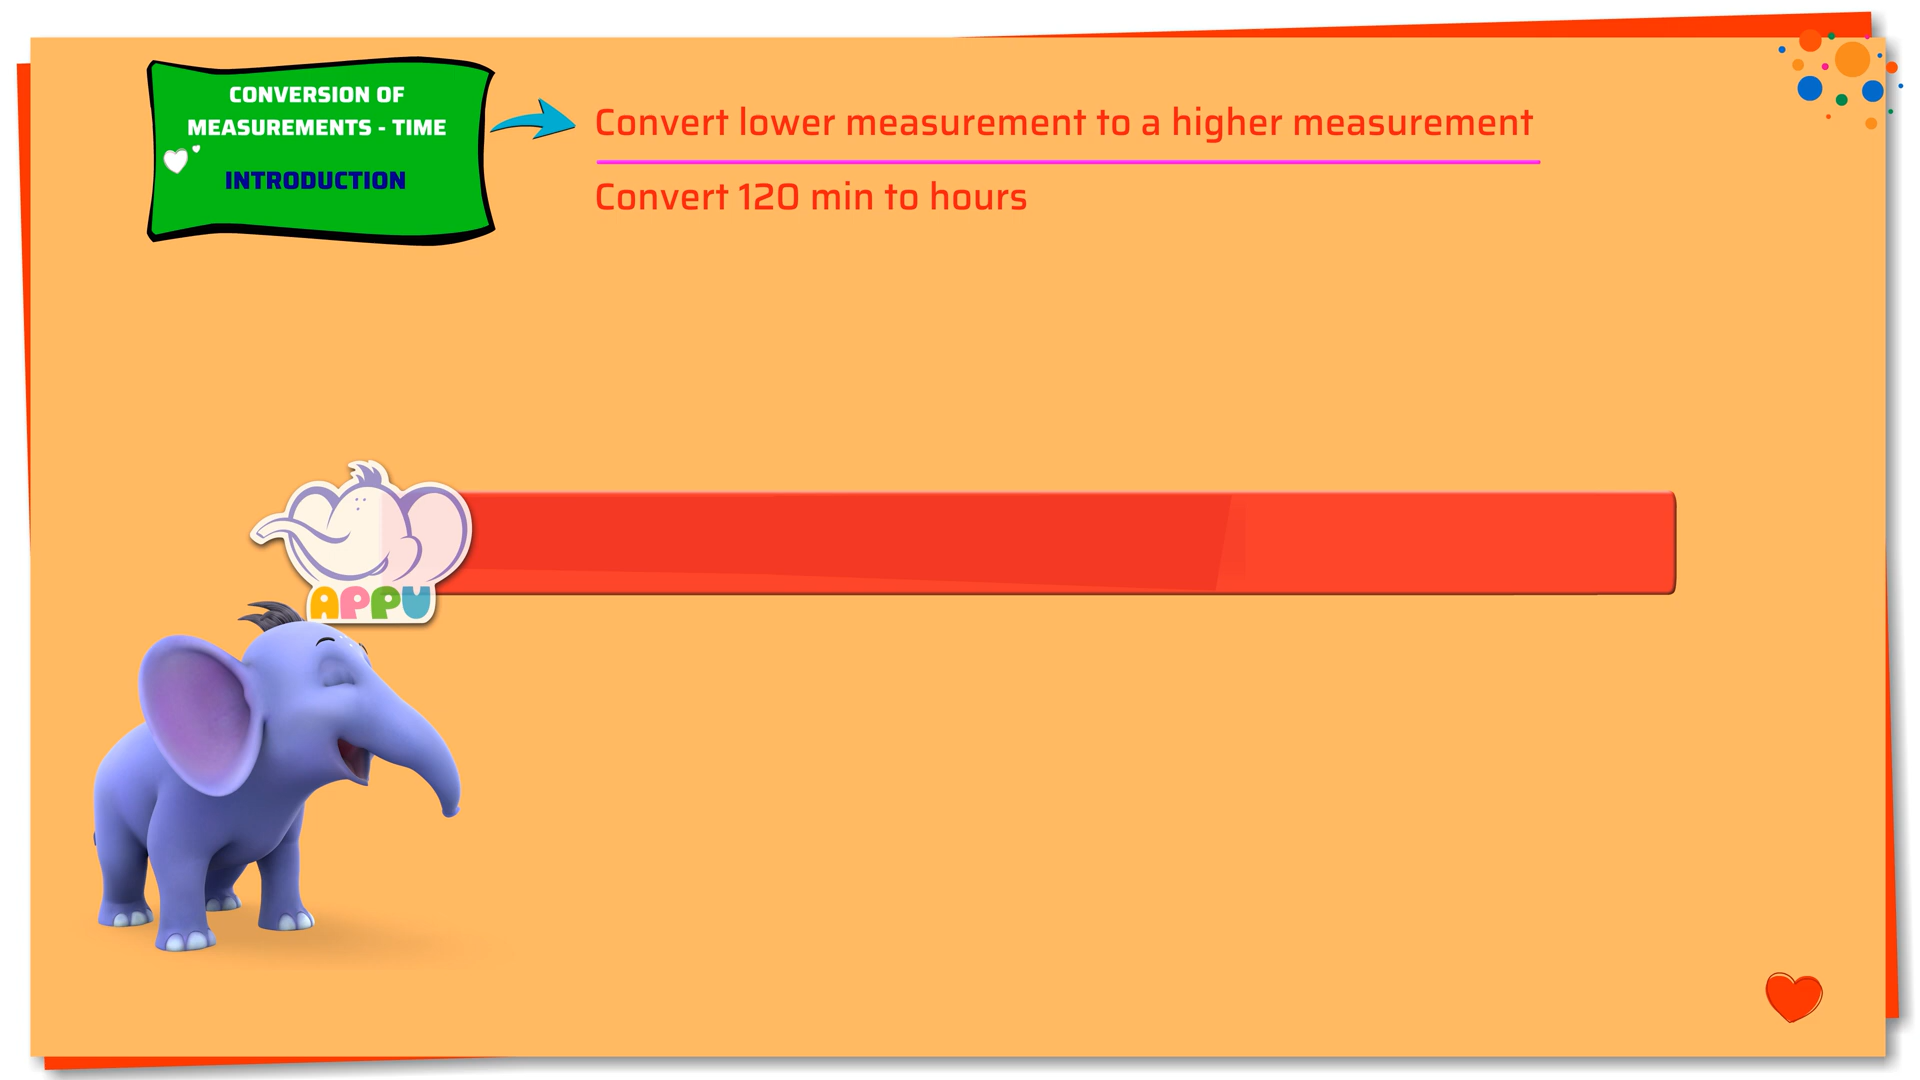 CONVERSION OF
MEASUREMENTS - TIME
INTRODUCTION
Convert lower measurement to a higher measurement
Convert 120 min to hours
APPU